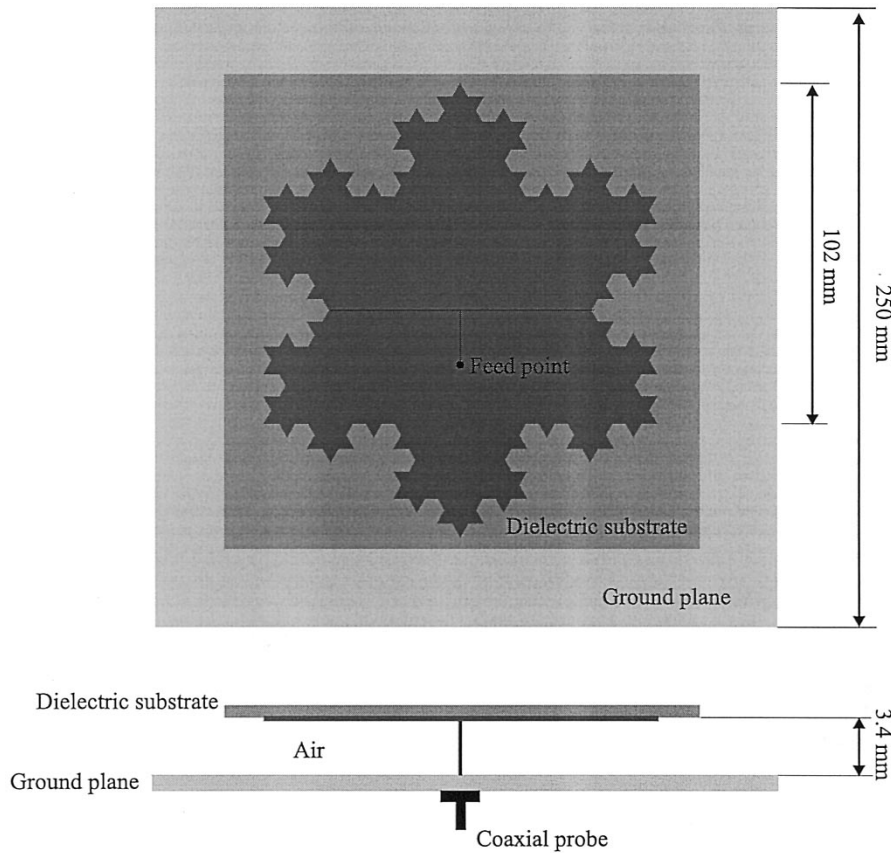 102 mm
250 mm
Feed point
Dielectric substrate
Ground plane
Dielectric substrate
3.4 mm
Air
Ground plane
Coaxial probe